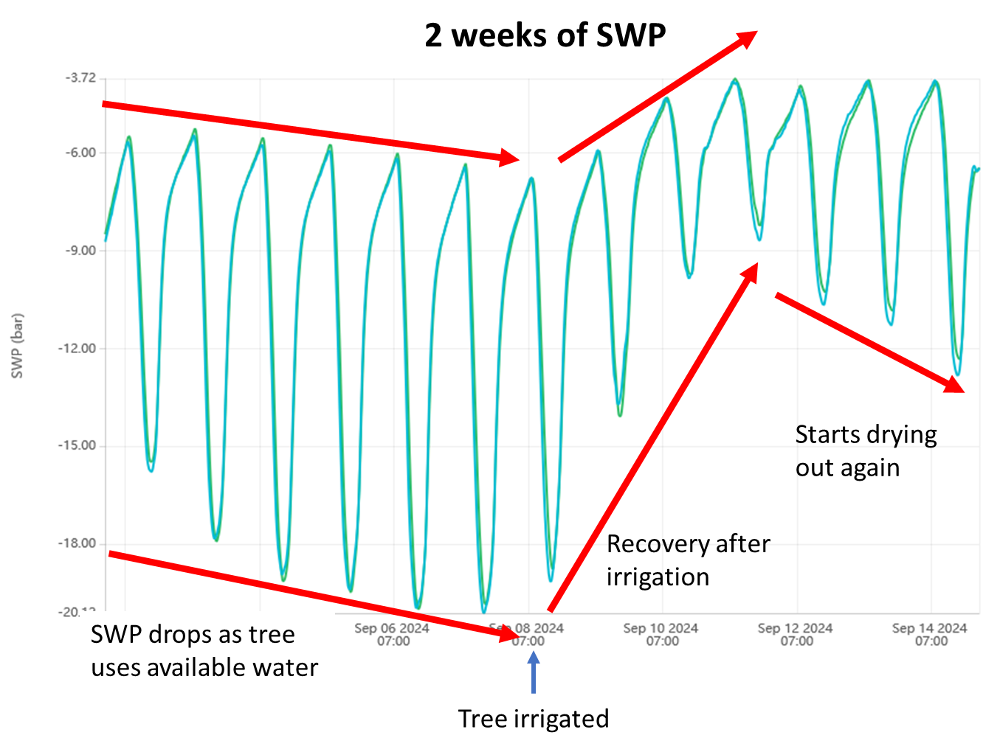 2 weeks of SWP
-3.72
-6.00
-9.00
-12.00
-15.00
-18.00
-20.12
SWP (bar)
Sep 06 2024
07:00
Sep 08 2024
07:00
Sep 10 2024
07:00
Sep 12 2024
07:00
Sep 14 2024
07:00
SWP drops as tree
uses available water
Tree irrigated
Recovery after
irrigation
Starts drying
out again